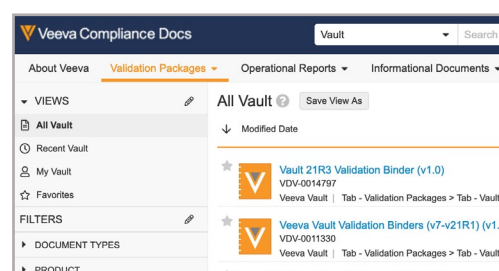 Veeva Compliance Docs
Vault
Search
About Veeva
Validation Packages
Operational Reports
Informational Documents
VIEWS
All Vault
Save View As
All Vault
Modified Date
Recent Vault
My Vault
Favorites
Vault 21R3 Validation Binder (v1.0)
VDV-0014797
Veeva Vault | Tab - Validation Packages > Tab - Vault
FILTERS
DOCUMENT TYPES
PRODUCT
Veeva Vault Validation Binders (v7-v21R1) (v1.
VDV-0011330
Veeva Vault | Tab - Validation Packages > Tab - Vault